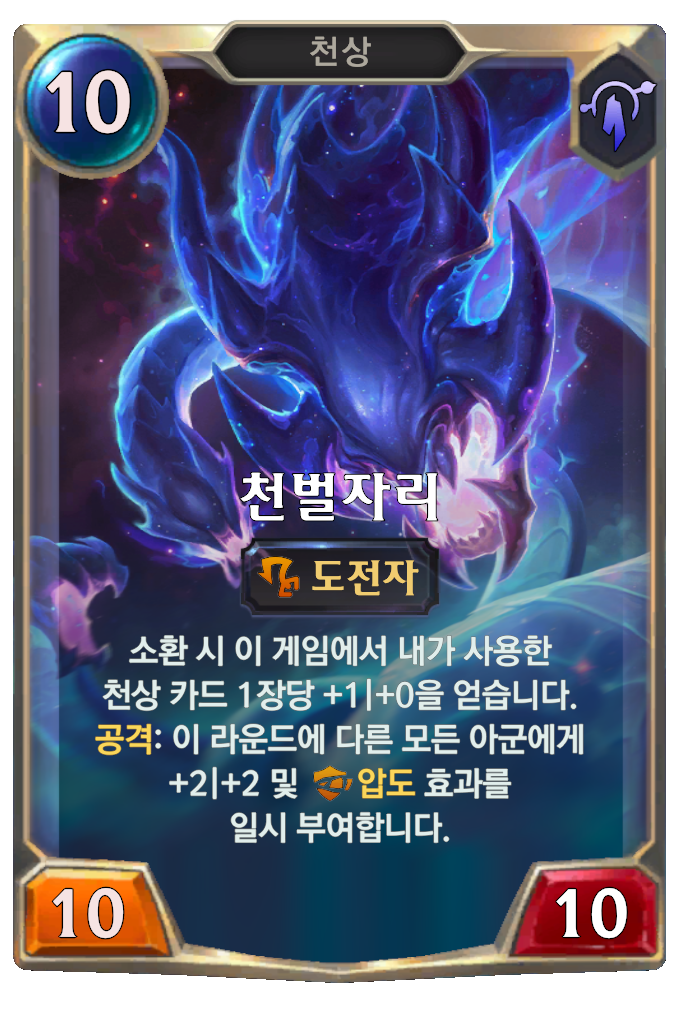 천상
10
천벌자리
도전자
소환 시 이 게임에서 내가 사용한
천상 카드 1장당 +1|+0을 얻습니다.
공격: 이 라운드에 다른 모든 아군에게
+2|+2 및 압도 효과를
일시 부여합니다.
10
10